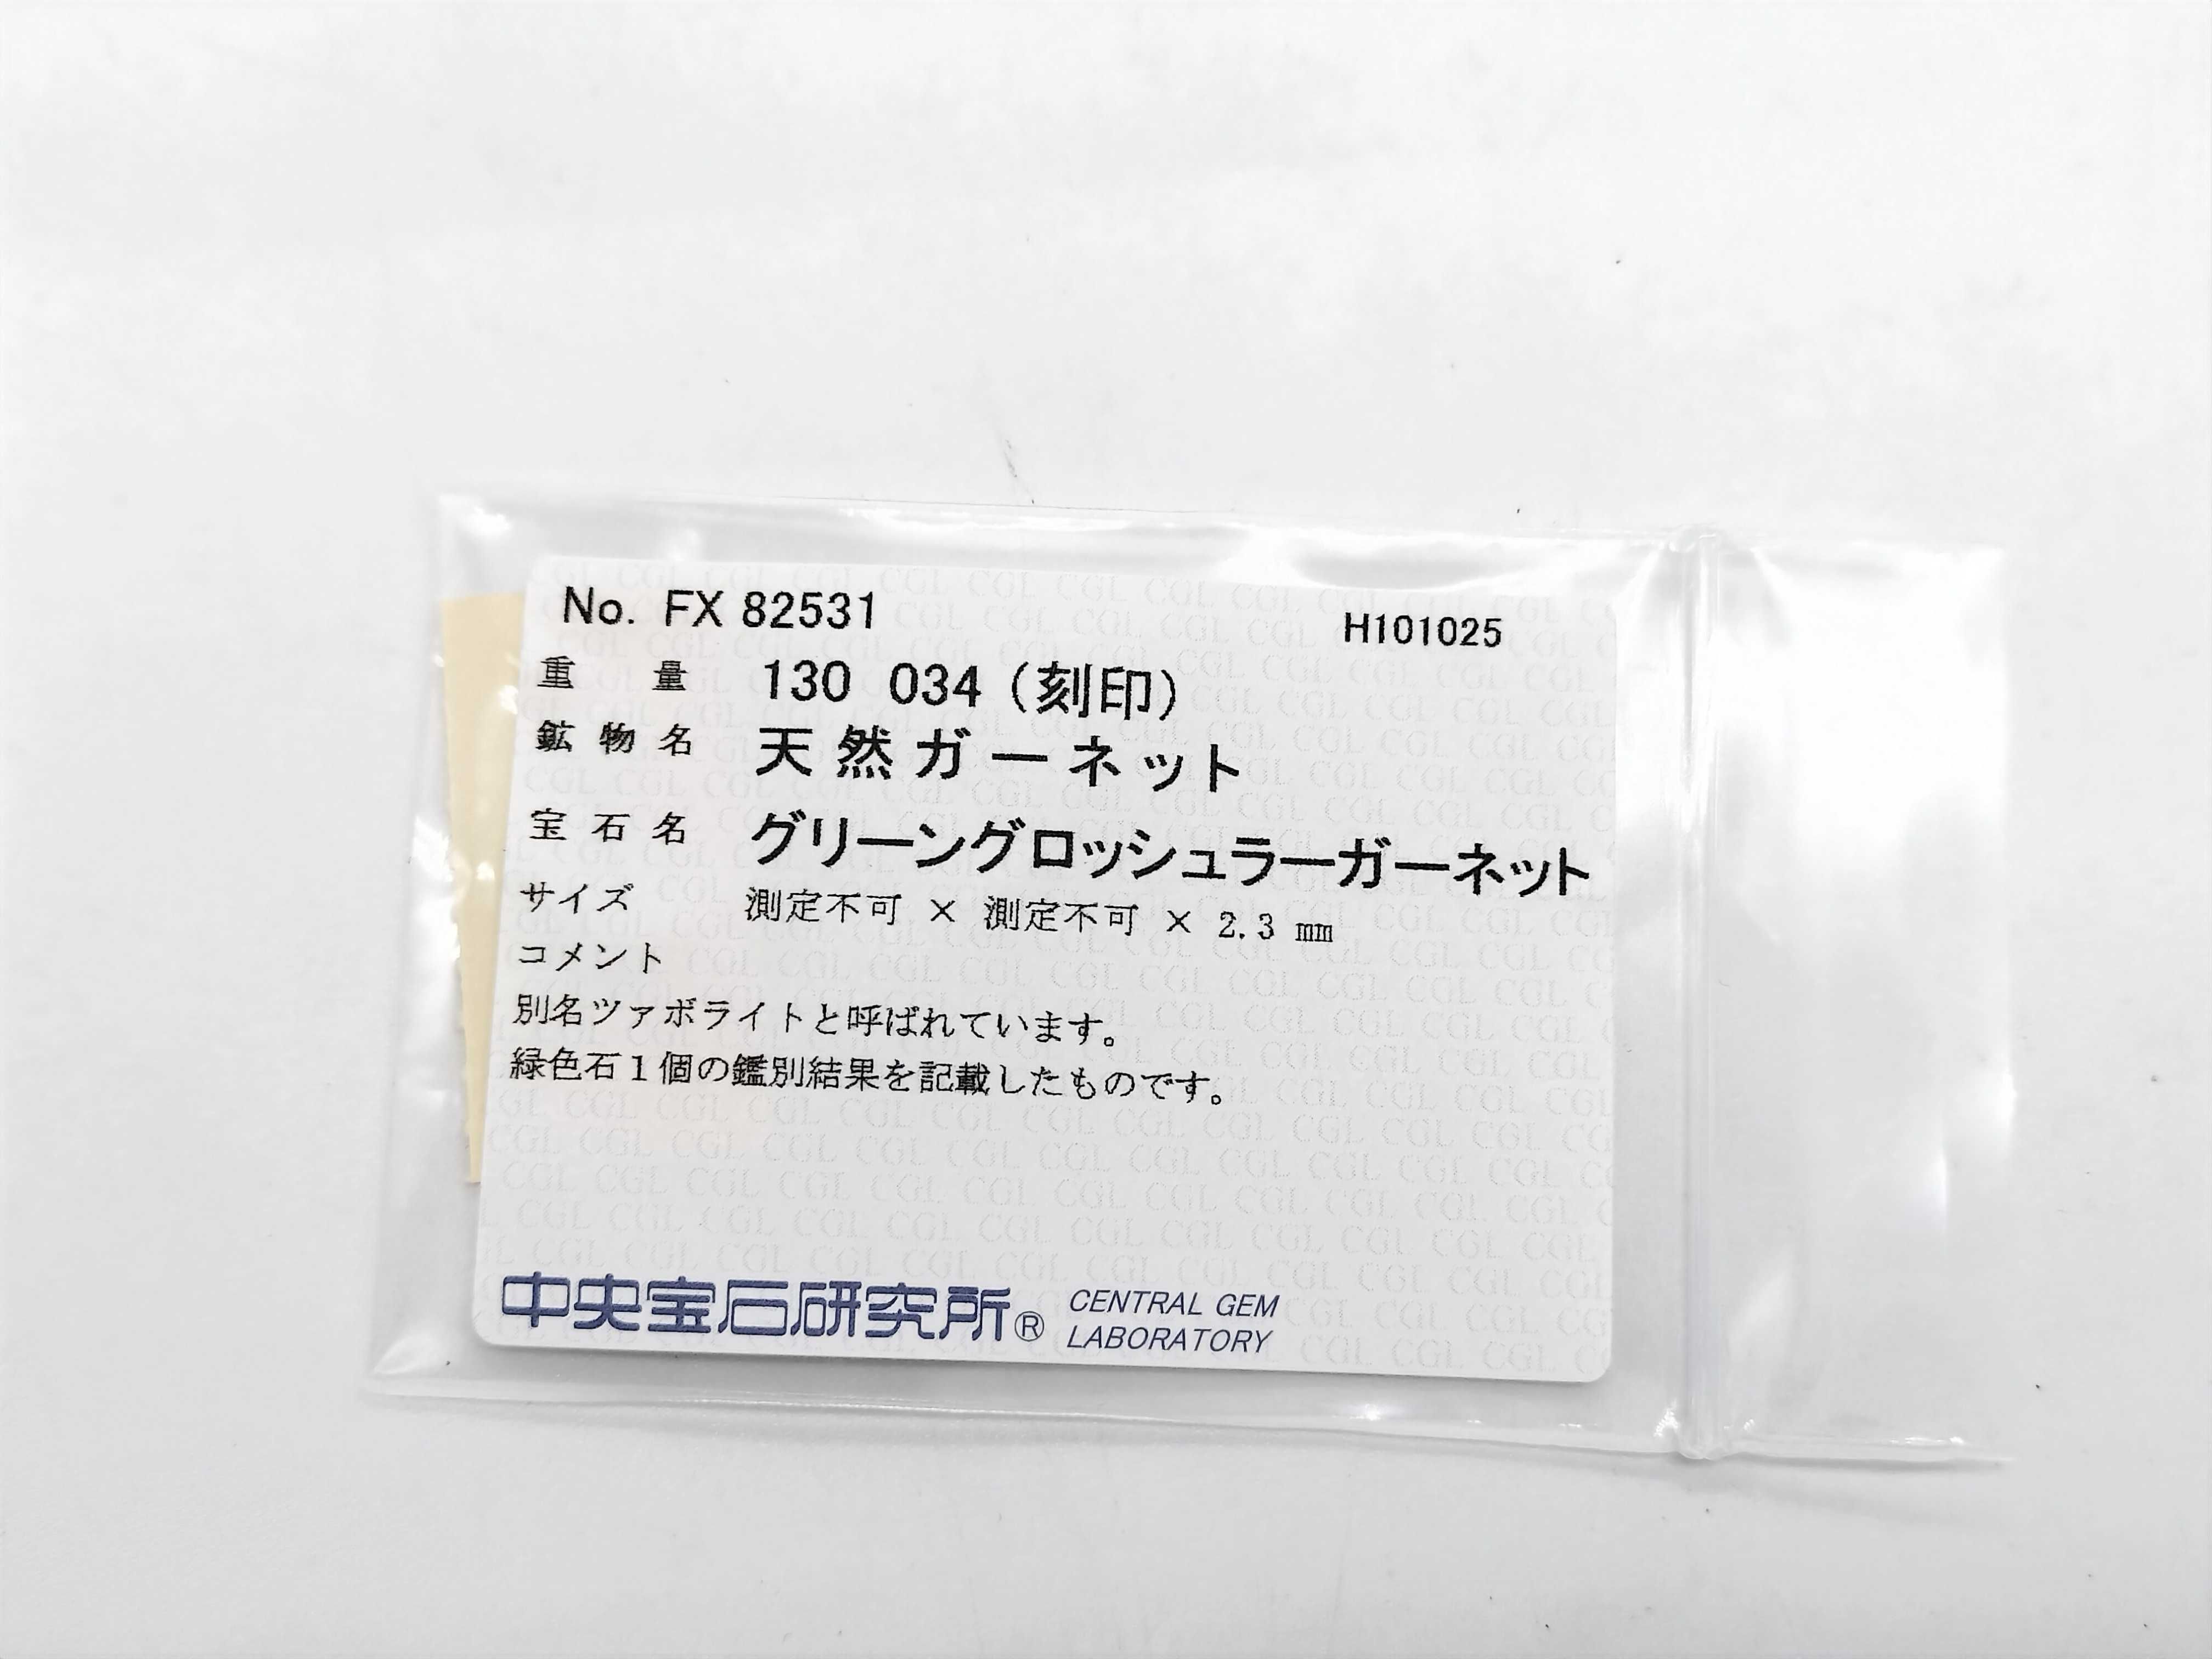 No. FX 82531 H101025
重量 130 034 (刻印)
鉱物名 天然ガーネット
宝石名 グリーングロッシュラーガーネット
サイズ 測定不可 × 測定不可 × 2.3 mm
コメント
別名ツァボライトと呼ばれています。
緑色石1個の鑑別結果を記載したものです。
中央宝石研究所® CENTRAL GEM
LABORATORY